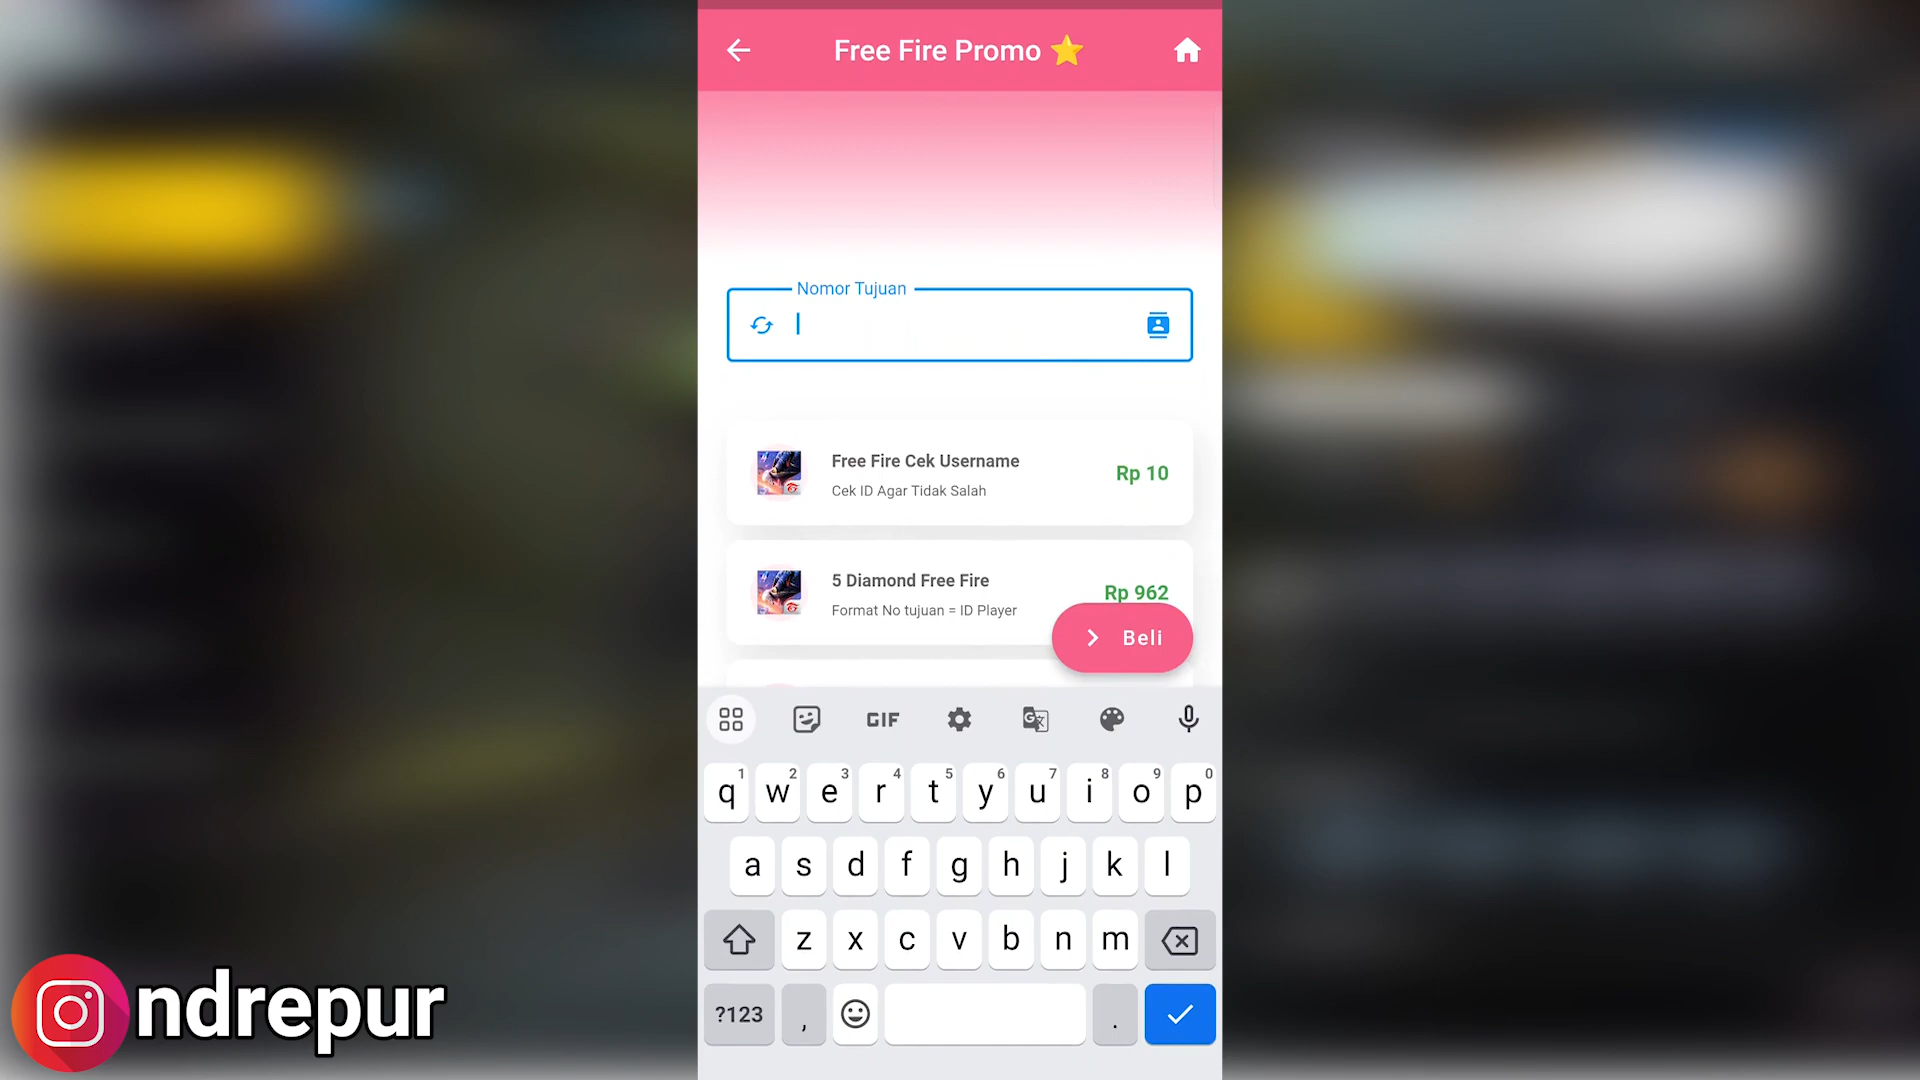 Free Fire Promo ⭐
Nomor Tujuan
Free Fire Cek Username
Rp 10
Cek ID Agar Tidak Salah
5 Diamond Free Fire
Rp 962
Format No tujuan = ID Player
Beli
GIF
1 2 3 4 5 6 7 8 9 0
q w e r t y u i o p
a s d f g h j k l
z x c v b n m
?123 , .
ndrepur